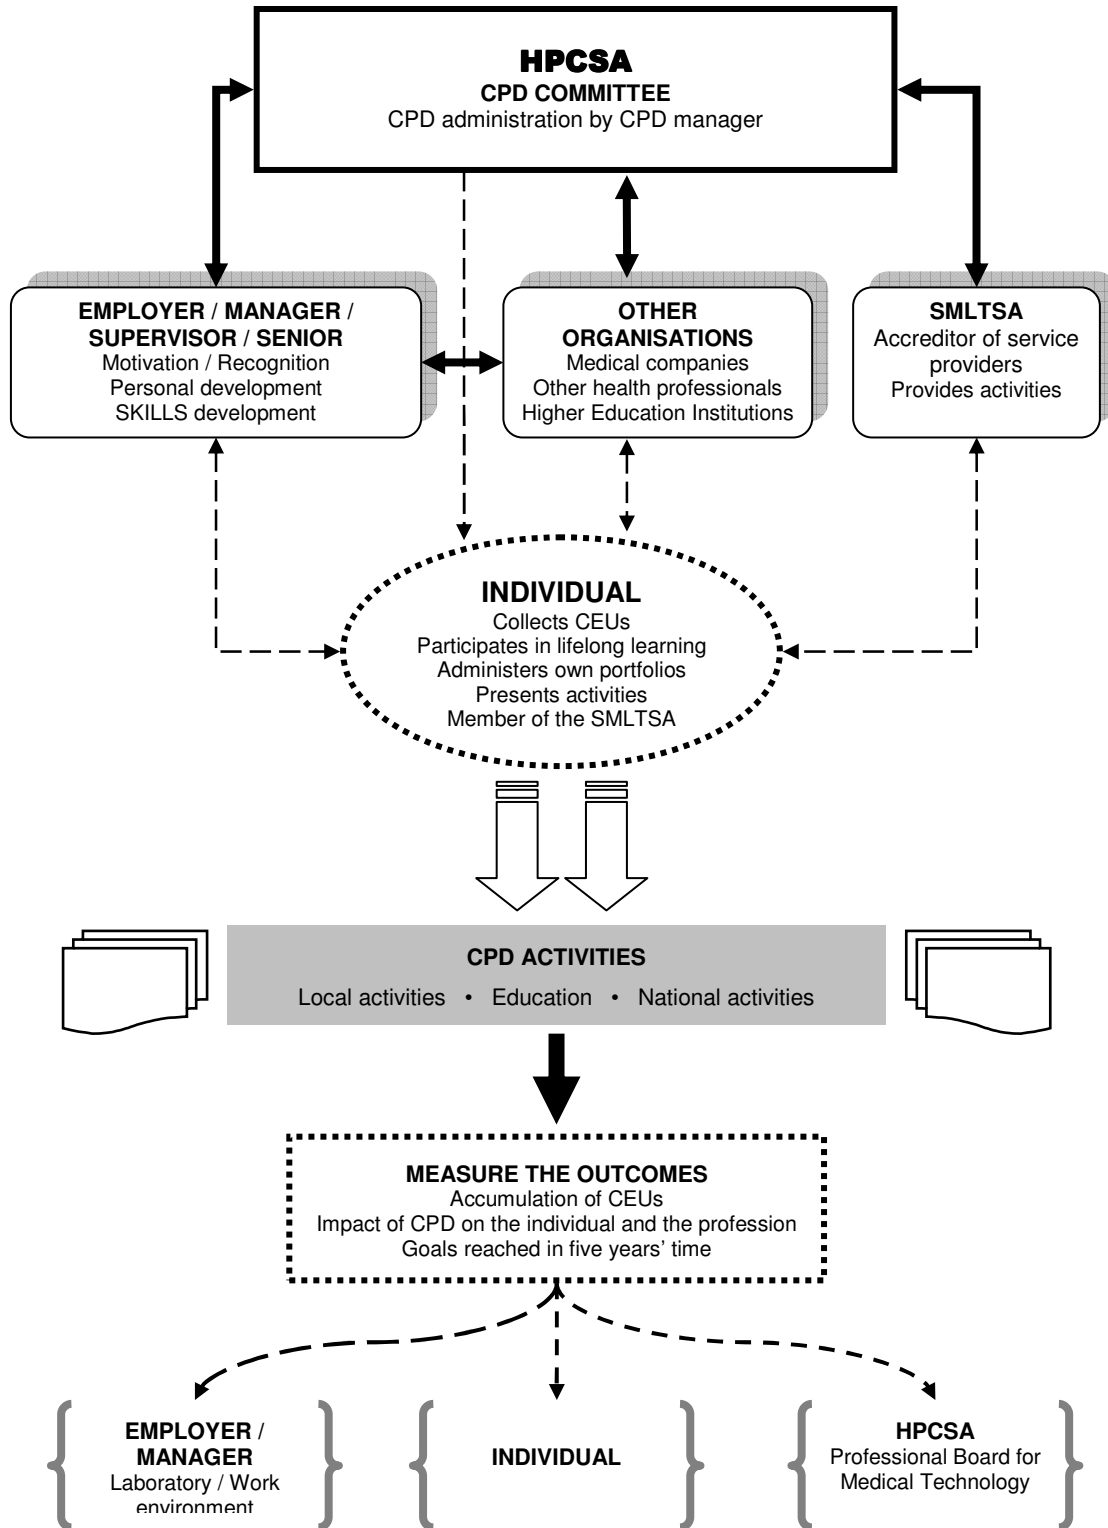 HPCSA
CPD COMMITTEE
CPD administration by CPD manager
EMPLOYER / MANAGER /
SUPERVISOR / SENIOR
Motivation / Recognition
Personal development
SKILLS development
OTHER
ORGANISATIONS
Medical companies
Other health professionals
Higher Education Institutions
SMLTSA
Accreditor of service
providers
Provides activities
INDIVIDUAL
Collects CEUs
Participates in lifelong learning
Administers own portfolios
Presents activities
Member of the SMLTSA
CPD ACTIVITIES
Local activities • Education • National activities
MEASURE THE OUTCOMES
Accumulation of CEUs
Impact of CPD on the individual and the profession
Goals reached in five years’ time
EMPLOYER /
MANAGER
Laboratory / Work
environment
INDIVIDUAL
HPCSA
Professional Board for
Medical Technology